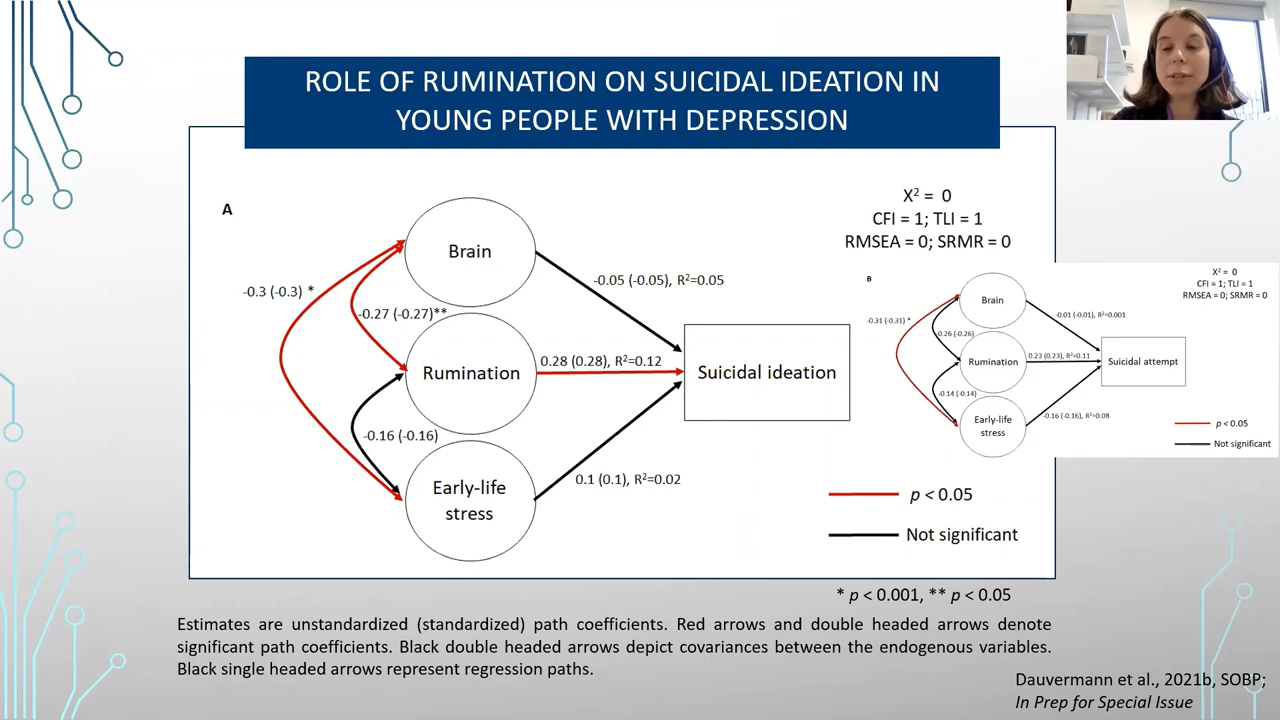 ROLE OF RUMINATION ON SUICIDAL IDEATION IN
YOUNG PEOPLE WITH DEPRESSION
A
X² = 0
CFI = 1; TLI = 1
RMSEA = 0; SRMR = 0
Brain
-0.05 (-0.05), R²=0.05
-0.3 (-0.3) *
-0.27 (-0.27)**
Rumination
0.28 (0.28), R²=0.12
Suicidal ideation
-0.16 (-0.16)
Early-life
stress
0.1 (0.1), R²=0.02
p < 0.05
Not significant
B
X² = 0
CFI = 1; TLI = 1
RMSEA = 0; SRMR = 0
Brain
-0.01 (-0.01), R²=0.001
-0.31 (-0.31) *
-0.26 (-0.26)
Rumination
0.23 (0.23), R²=0.11
Suicidal attempt
-0.14 (-0.14)
Early-life
stress
-0.16 (-0.16), R²=0.08
p < 0.05
Not significant
* p < 0.001, ** p < 0.05
Estimates are unstandardized (standardized) path coefficients. Red arrows and double headed arrows denote
significant path coefficients. Black double headed arrows depict covariances between the endogenous variables.
Black single headed arrows represent regression paths.
Dauvermann et al., 2021b, SOBP;
In Prep for Special Issue